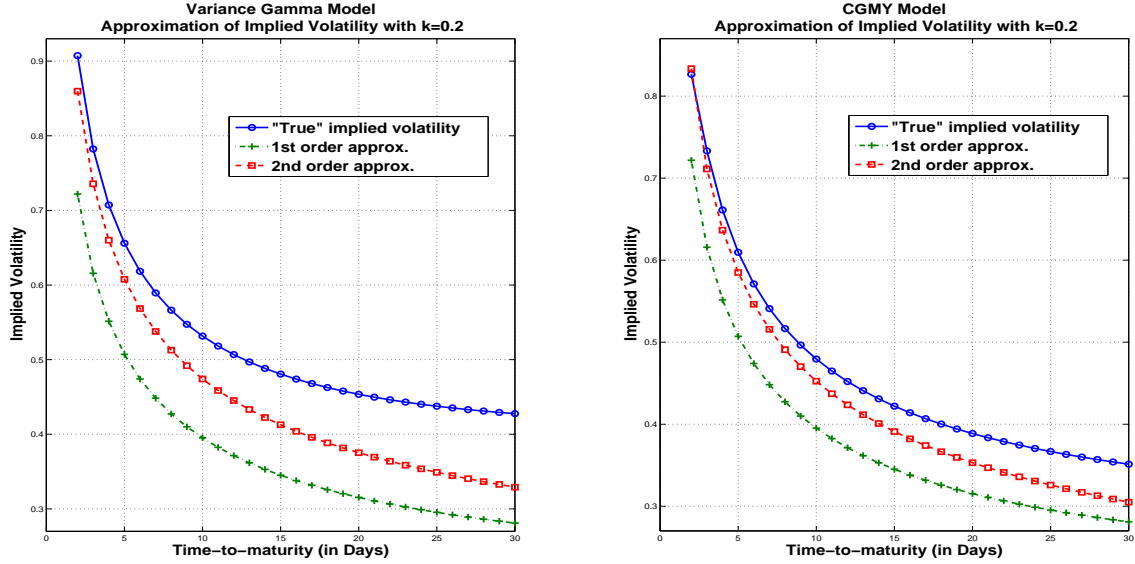 Variance Gamma Model
Approximation of Implied Volatility with k=0.2
Implied Volatility
0.9
0.8
0.7
0.6
0.5
0.4
0.3
"True" implied volatility
1st order approx.
2nd order approx.
0 5 10 15 20 25 30
Time-to-maturity (in Days)
CGMY Model
Approximation of Implied Volatility with k=0.2
Implied Volatility
0.8
0.7
0.6
0.5
0.4
0.3
"True" implied volatility
1st order approx.
2nd order approx.
0 5 10 15 20 25 30
Time-to-maturity (in Days)